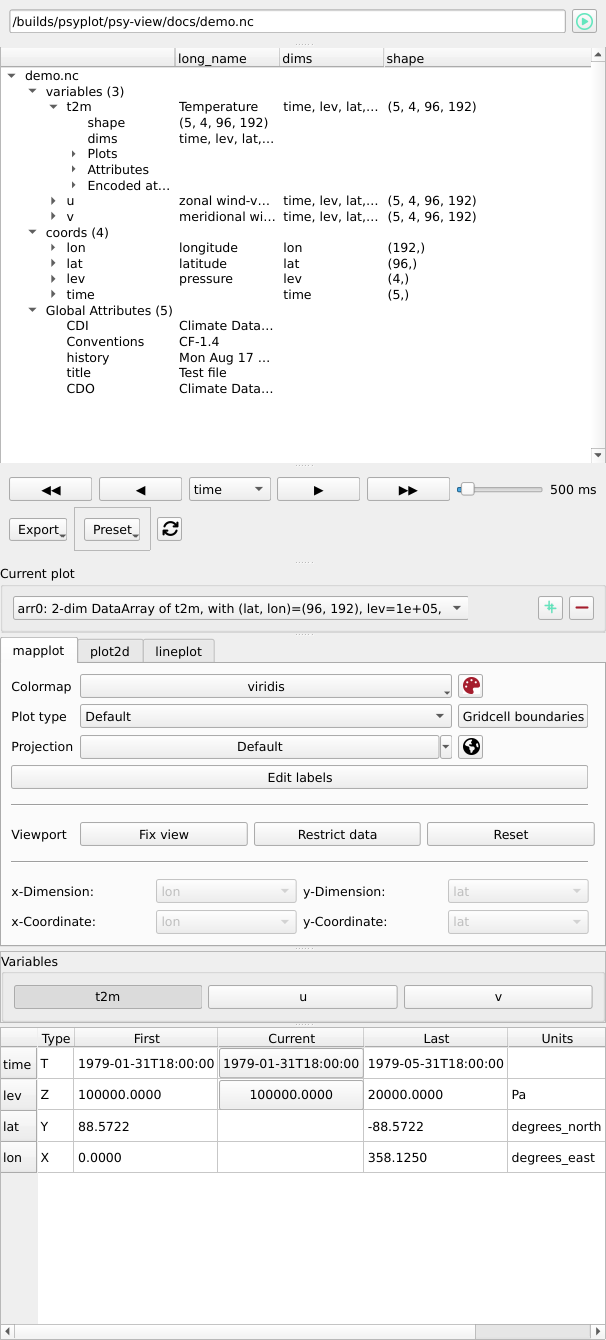 /builds/psyplot/psy-view/docs/demo.nc
long_name dims shape
demo.nc
variables (3)
t2m Temperature time, lev, lat,... (5, 4, 96, 192)
shape (5, 4, 96, 192)
dims time, lev, lat,...
Plots
Attributes
Encoded at...
u zonal wind-v... time, lev, lat,... (5, 4, 96, 192)
v meridional wi... time, lev, lat,... (5, 4, 96, 192)
coords (4)
lon longitude lon (192,)
lat latitude lat (96,)
lev pressure lev (4,)
time time (5,)
Global Attributes (5)
CDI Climate Data...
Conventions CF-1.4
history Mon Aug 17 ...
title Test file
CDO Climate Data...
time 500 ms
Export Preset
Current plot
arr0: 2-dim DataArray of t2m, with (lat, lon)=(96, 192), lev=1e+05,
mapplot plot2d lineplot
Colormap viridis
Plot type Default Gridcell boundaries
Projection Default
Edit labels
Viewport Fix view Restrict data Reset
x-Dimension: lon y-Dimension: lat
x-Coordinate: lon y-Coordinate: lat
Variables
t2m u v
Type First Current Last Units
time T 1979-01-31T18:00:00 1979-01-31T18:00:00 1979-05-31T18:00:00
lev Z 100000.0000 100000.0000 20000.0000 Pa
lat Y 88.5722 -88.5722 degrees_north
lon X 0.0000 358.1250 degrees_east